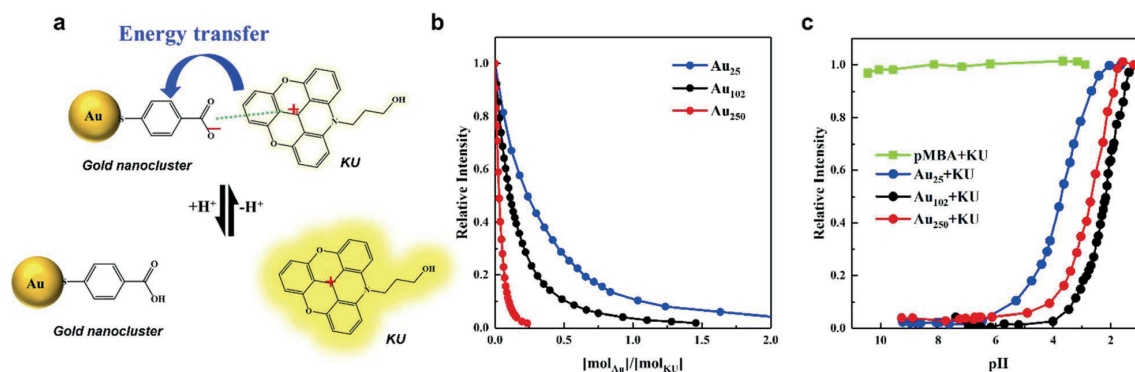 a
Energy transfer
Au
S
O
O
O
O
N
OH
Gold nanocluster
KU
+H⁺
-H⁺
Au
S
O
OH
Gold nanocluster
O
O
N
OH
KU
b
Relative Intensity
1.0
0.8
0.6
0.4
0.2
0.0
0.0 0.5 1.0 1.5 2.0
[mol_Au]/[mol_KU]
Au₂₅
Au₁₀₂
Au₂₅₀
c
Relative Intensity
1.0
0.8
0.6
0.4
0.2
0.0
10 8 6 4 2
pH
pMBA+KU
Au₂₅+KU
Au₁₀₂+KU
Au₂₅₀+KU